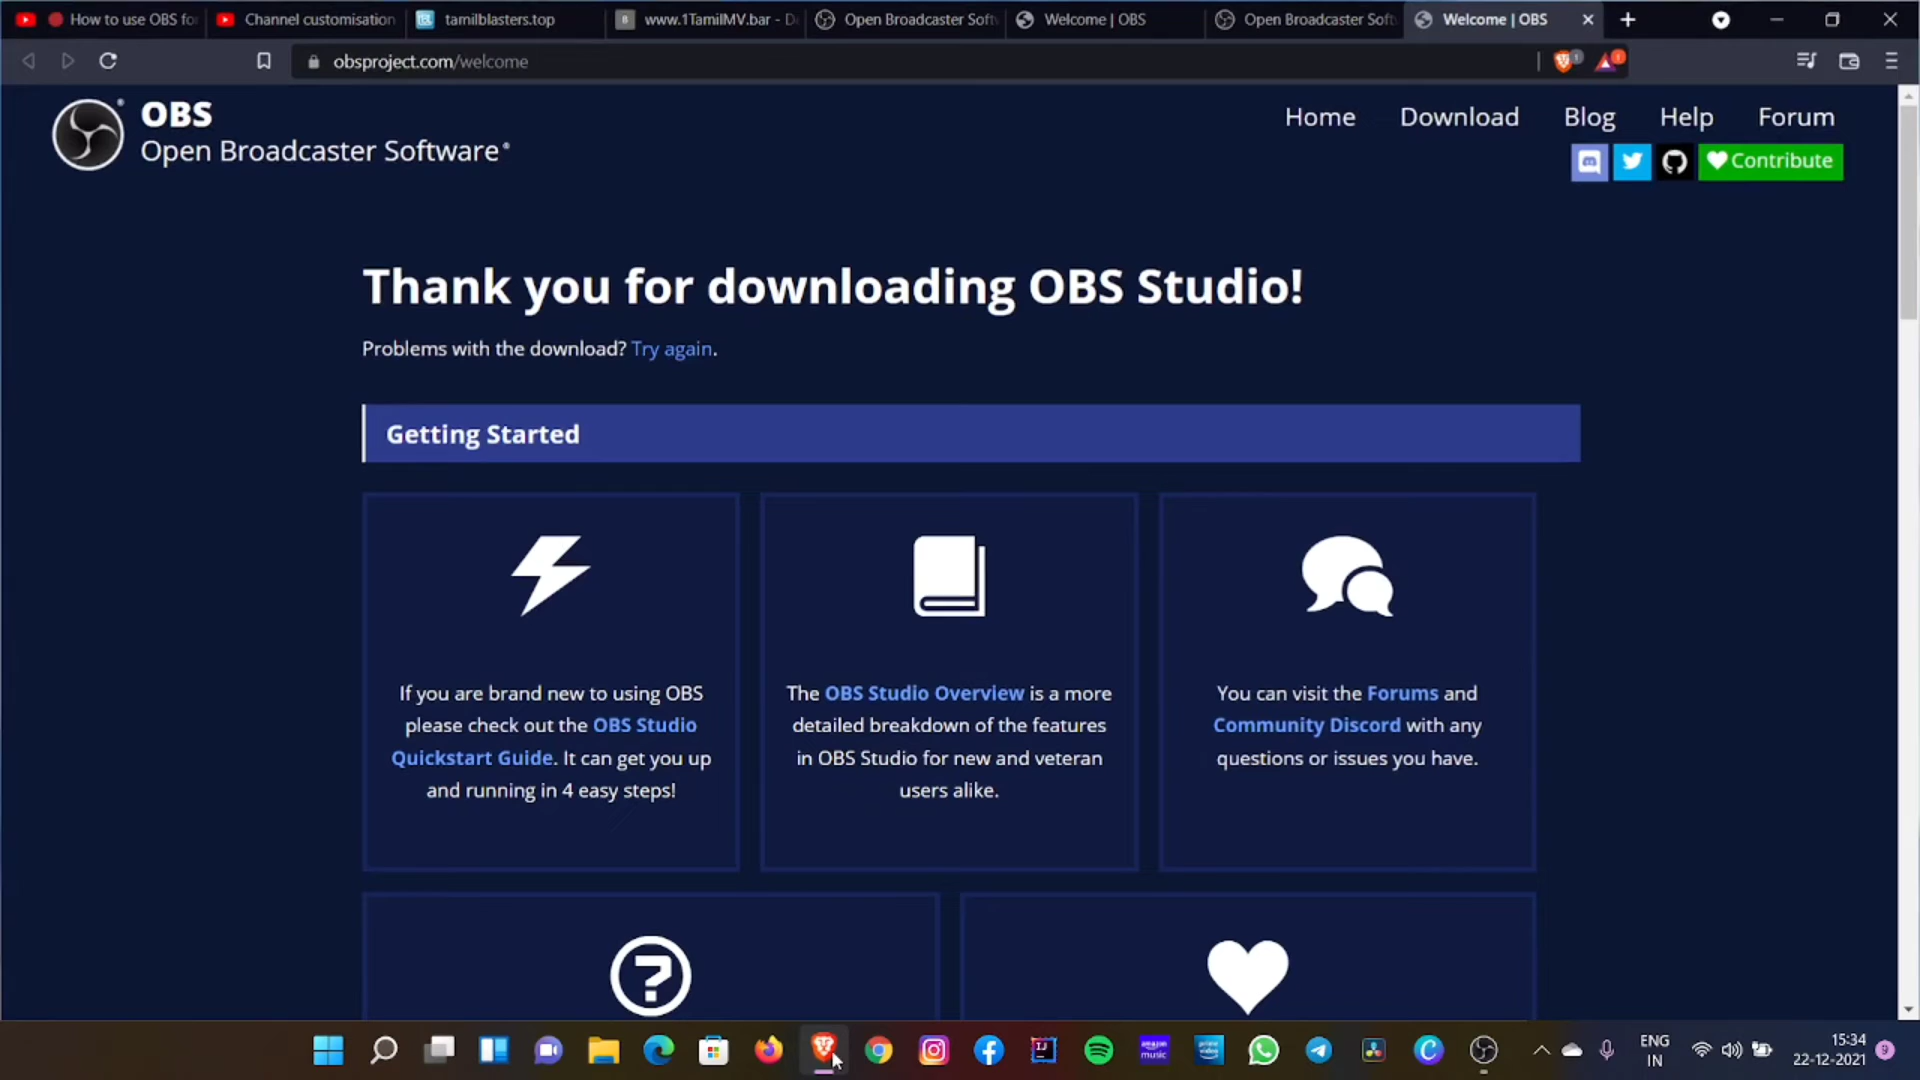 How to use OBS fo
Channel customisation
tamilblasters.top
www.1TamilMV.bar - D
Open Broadcaster Soft
Welcome | OBS
Open Broadcaster Soft
Welcome | OBS
obsproject.com/welcome
OBS
Open Broadcaster Software
Home
Download
Blog
Help
Forum
Contribute
Thank you for downloading OBS Studio!
Problems with the download? Try again.
Getting Started
If you are brand new to using OBS
please check out the OBS Studio
Quickstart Guide. It can get you up
and running in 4 easy steps!
The OBS Studio Overview is a more
detailed breakdown of the features
in OBS Studio for new and veteran
users alike.
You can visit the Forums and
Community Discord with any
questions or issues you have.
IJ
amazon
music
prime
video
ENG
IN
15:34
22-12-2021
9